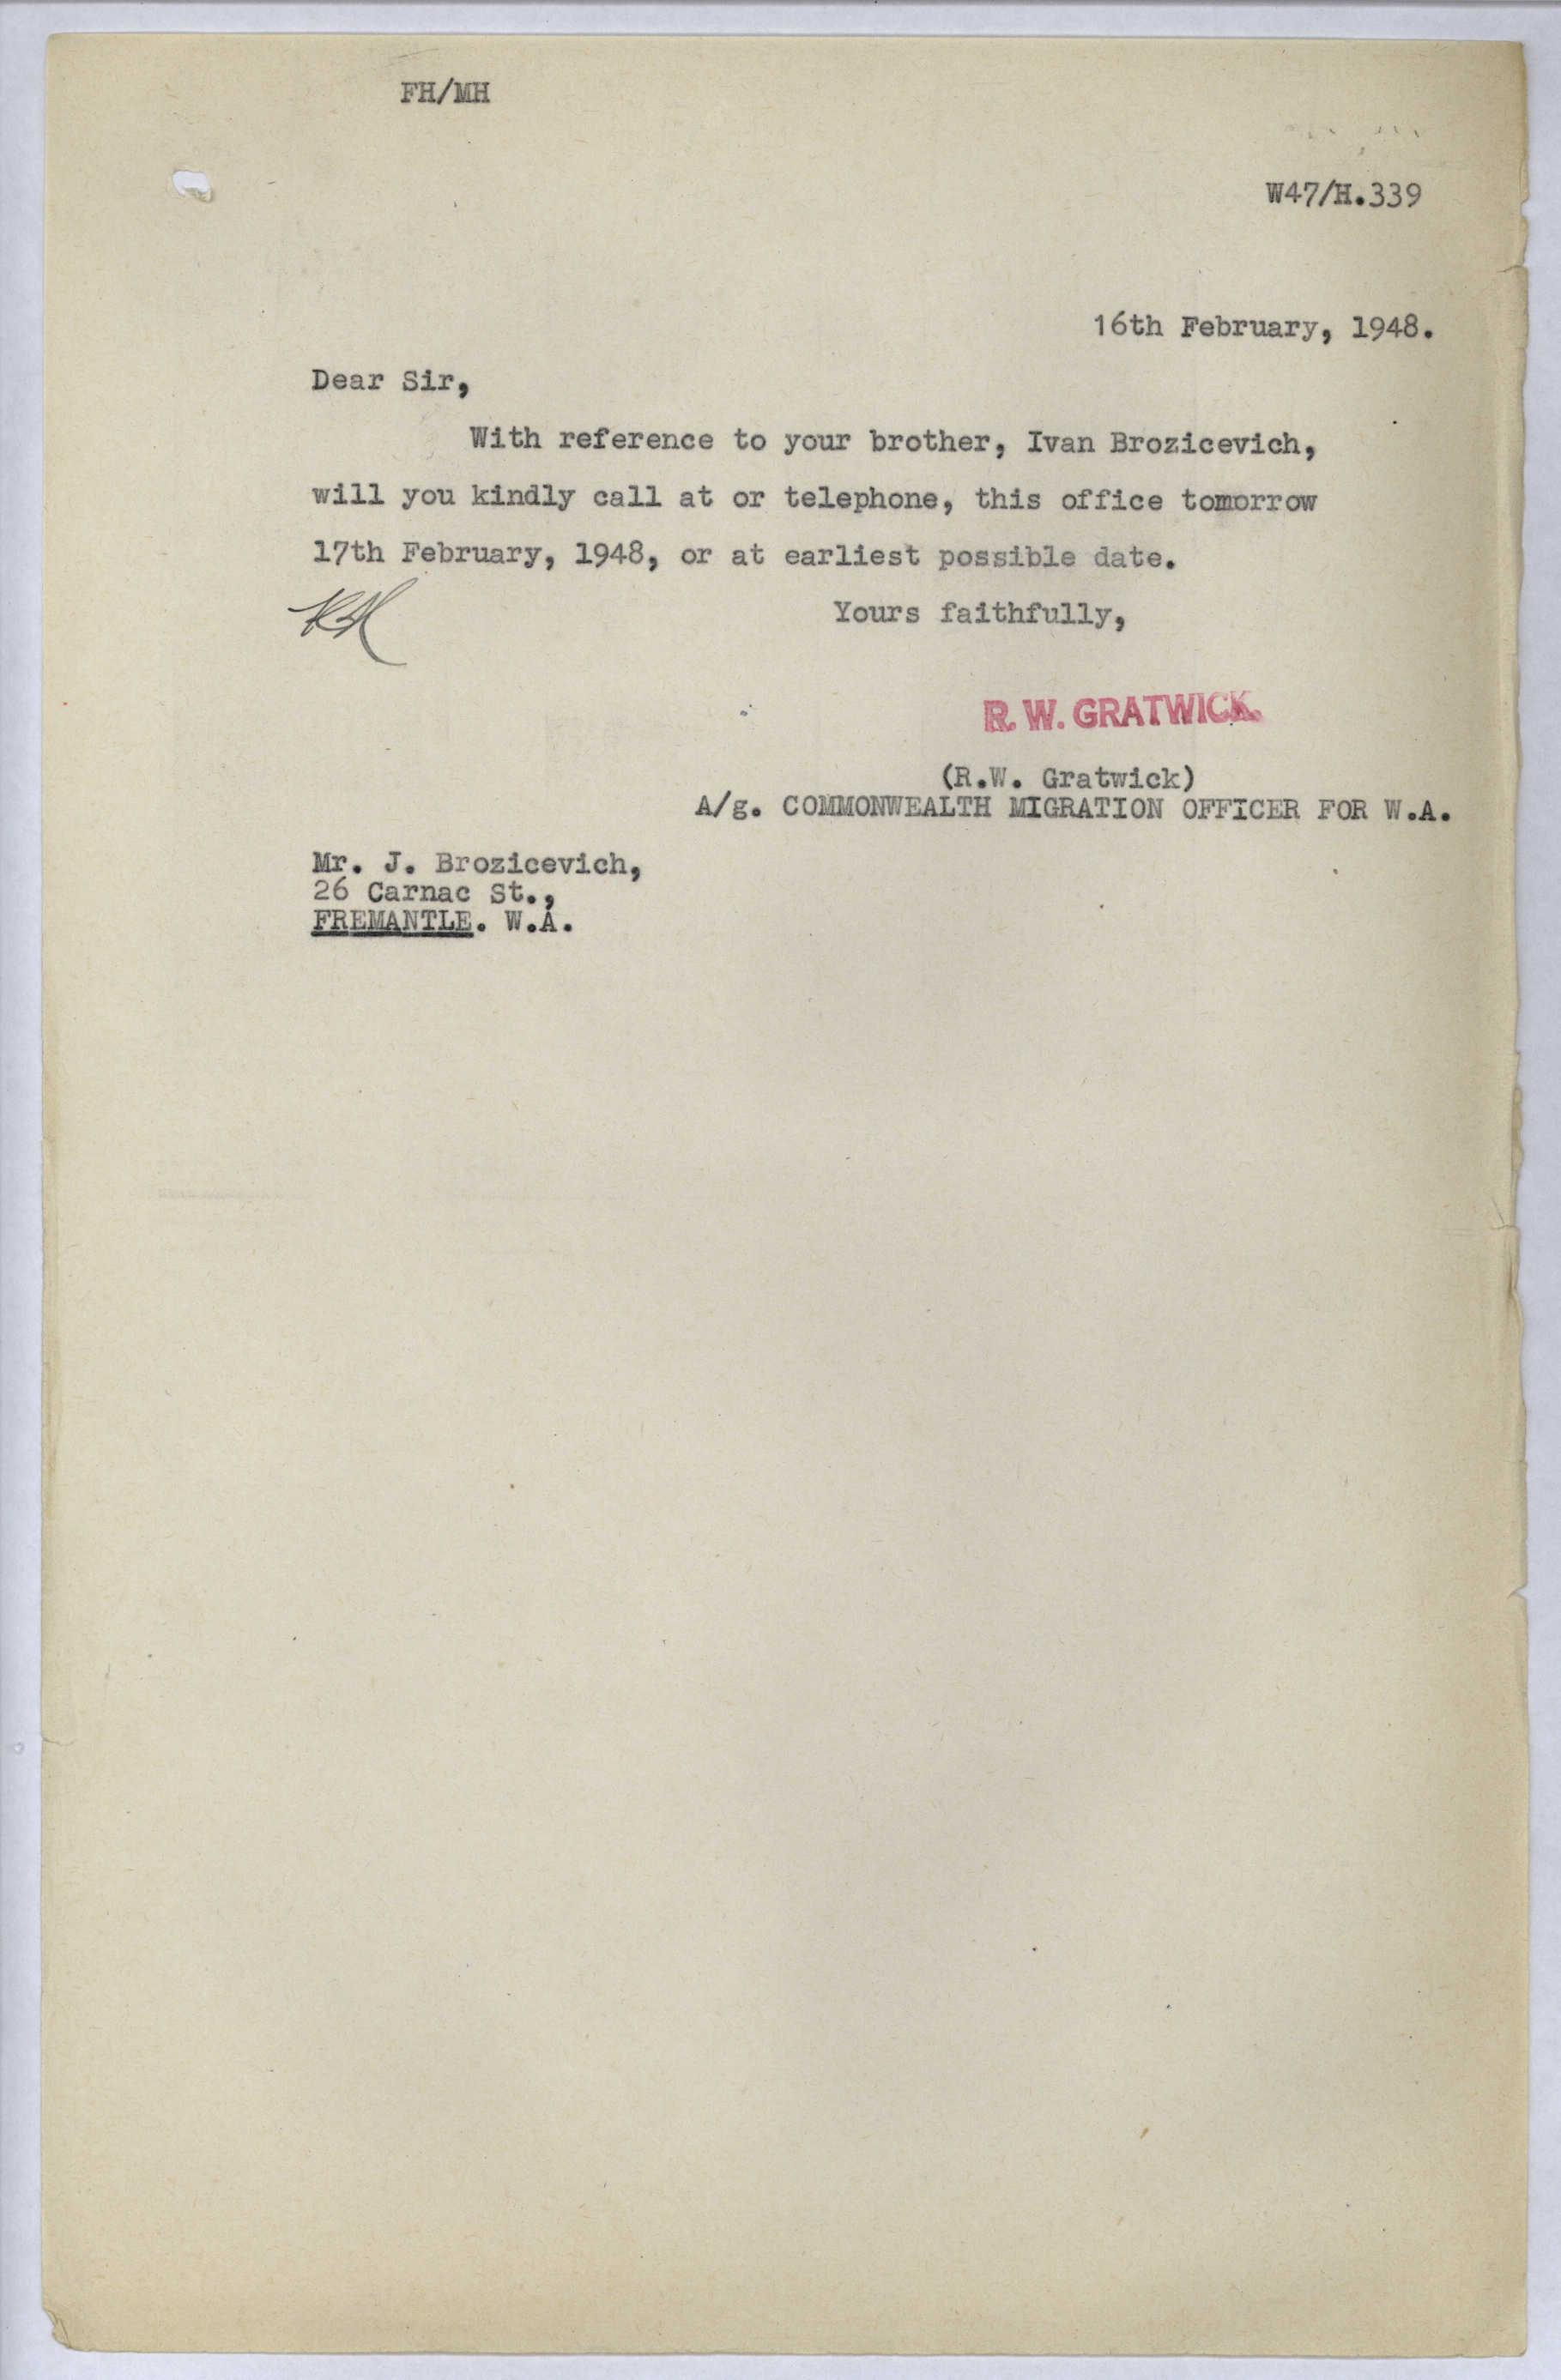 FH/MH
W47/H.339
16th February, 1948.
Dear Sir,
With reference to your brother, Ivan Brozicevich,
will you kindly call at or telephone, this office tomorrow
17th February, 1948, or at earliest possible date.
Yours faithfully,
R. W. GRATWICK.
(R.W. Gratwick)
A/g. COMMONWEALTH MIGRATION OFFICER FOR W.A.
Mr. J. Brozicevich,
26 Carnac St.,
FREMANTLE. W.A.